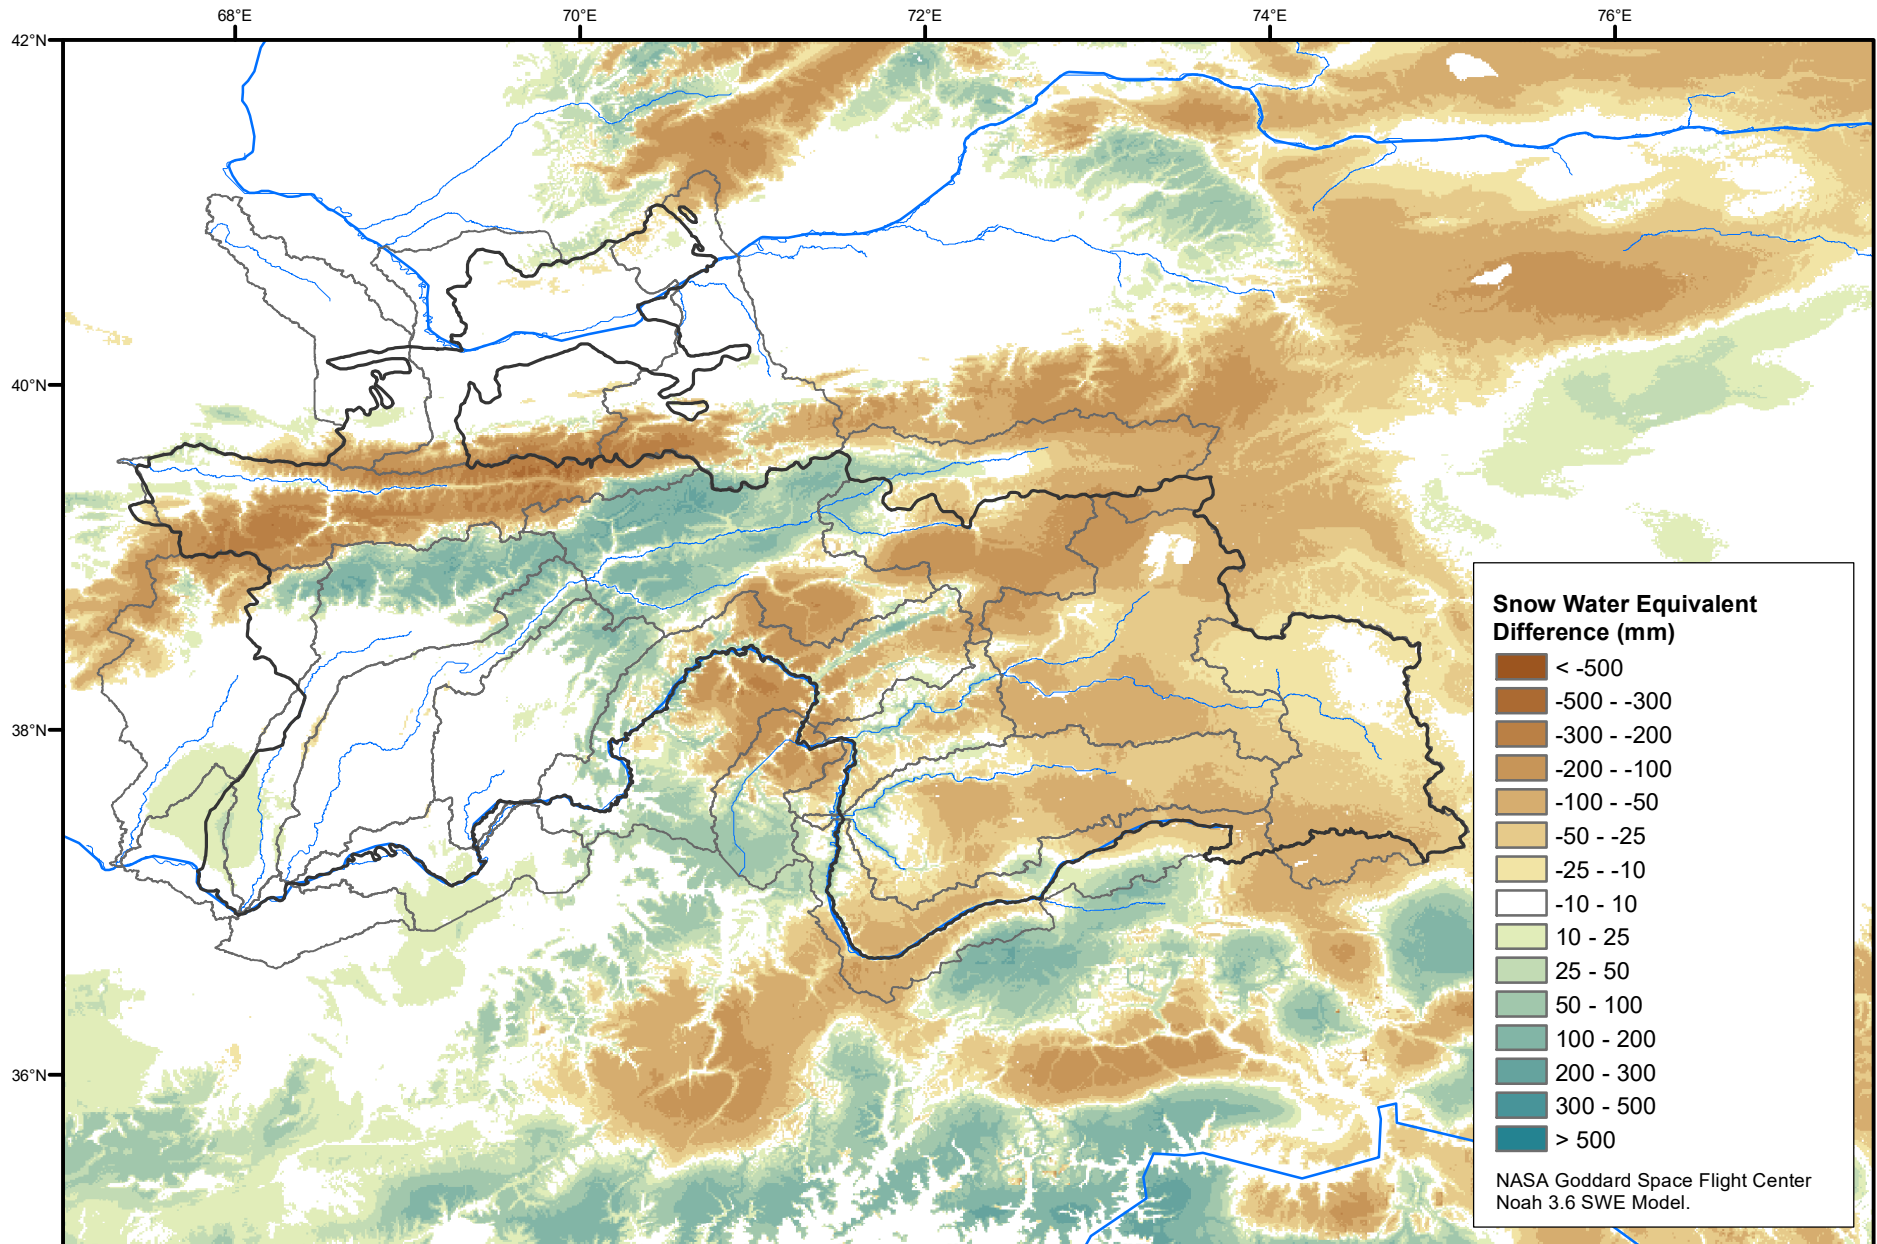 68°E 70°E 72°E 74°E 76°E
42°N
40°N
38°N
36°N
Snow Water Equivalent
Difference (mm)
< -500
-500 - -300
-300 - -200
-200 - -100
-100 - -50
-50 - -25
-25 - -10
-10 - 10
10 - 25
25 - 50
50 - 100
100 - 200
200 - 300
300 - 500
> 500
NASA Goddard Space Flight Center
Noah 3.6 SWE Model.